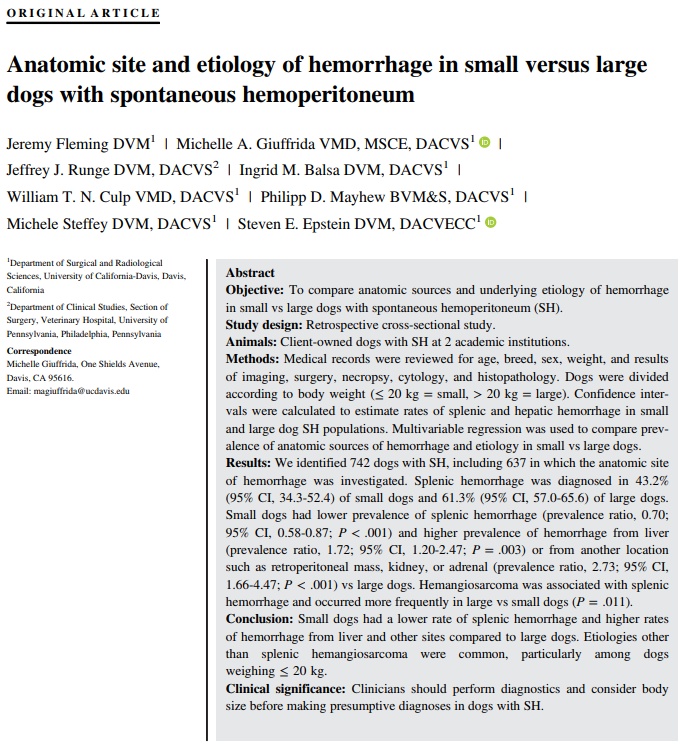 ORIGINAL ARTICLE
Anatomic site and etiology of hemorrhage in small versus large
dogs with spontaneous hemoperitoneum
Jeremy Fleming DVM¹ | Michelle A. Giuffrida VMD, MSCE, DACVS¹ iD |
Jeffrey J. Runge DVM, DACVS² | Ingrid M. Balsa DVM, DACVS¹ |
William T. N. Culp VMD, DACVS¹ | Philipp D. Mayhew BVM&S, DACVS¹ |
Michele Steffey DVM, DACVS¹ | Steven E. Epstein DVM, DACVECC¹ iD
¹Department of Surgical and Radiological
Sciences, University of California-Davis, Davis,
California
²Department of Clinical Studies, Section of
Surgery, Veterinary Hospital, University of
Pennsylvania, Philadelphia, Pennsylvania
Correspondence
Michelle Giuffrida, One Shields Avenue,
Davis, CA 95616.
Email: magiuffrida@ucdavis.edu
Abstract
Objective: To compare anatomic sources and underlying etiology of hemorrhage
in small vs large dogs with spontaneous hemoperitoneum (SH).
Study design: Retrospective cross-sectional study.
Animals: Client-owned dogs with SH at 2 academic institutions.
Methods: Medical records were reviewed for age, breed, sex, weight, and results
of imaging, surgery, necropsy, cytology, and histopathology. Dogs were divided
according to body weight (≤ 20 kg = small, > 20 kg = large). Confidence inter-
vals were calculated to estimate rates of splenic and hepatic hemorrhage in small
and large dog SH populations. Multivariable regression was used to compare prev-
alence of anatomic sources of hemorrhage and etiology in small vs large dogs.
Results: We identified 742 dogs with SH, including 637 in which the anatomic site
of hemorrhage was investigated. Splenic hemorrhage was diagnosed in 43.2%
(95% CI, 34.3-52.4) of small dogs and 61.3% (95% CI, 57.0-65.6) of large dogs.
Small dogs had lower prevalence of splenic hemorrhage (prevalence ratio, 0.70;
95% CI, 0.58-0.87; P < .001) and higher prevalence of hemorrhage from liver
(prevalence ratio, 1.72; 95% CI, 1.20-2.47; P = .003) or from another location
such as retroperitoneal mass, kidney, or adrenal (prevalence ratio, 2.73; 95% CI,
1.66-4.47; P < .001) vs large dogs. Hemangiosarcoma was associated with splenic
hemorrhage and occurred more frequently in large vs small dogs (P = .011).
Conclusion: Small dogs had a lower rate of splenic hemorrhage and higher rates
of hemorrhage from liver and other sites compared to large dogs. Etiologies other
than splenic hemangiosarcoma were common, particularly among dogs
weighing ≤ 20 kg.
Clinical significance: Clinicians should perform diagnostics and consider body
size before making presumptive diagnoses in dogs with SH.